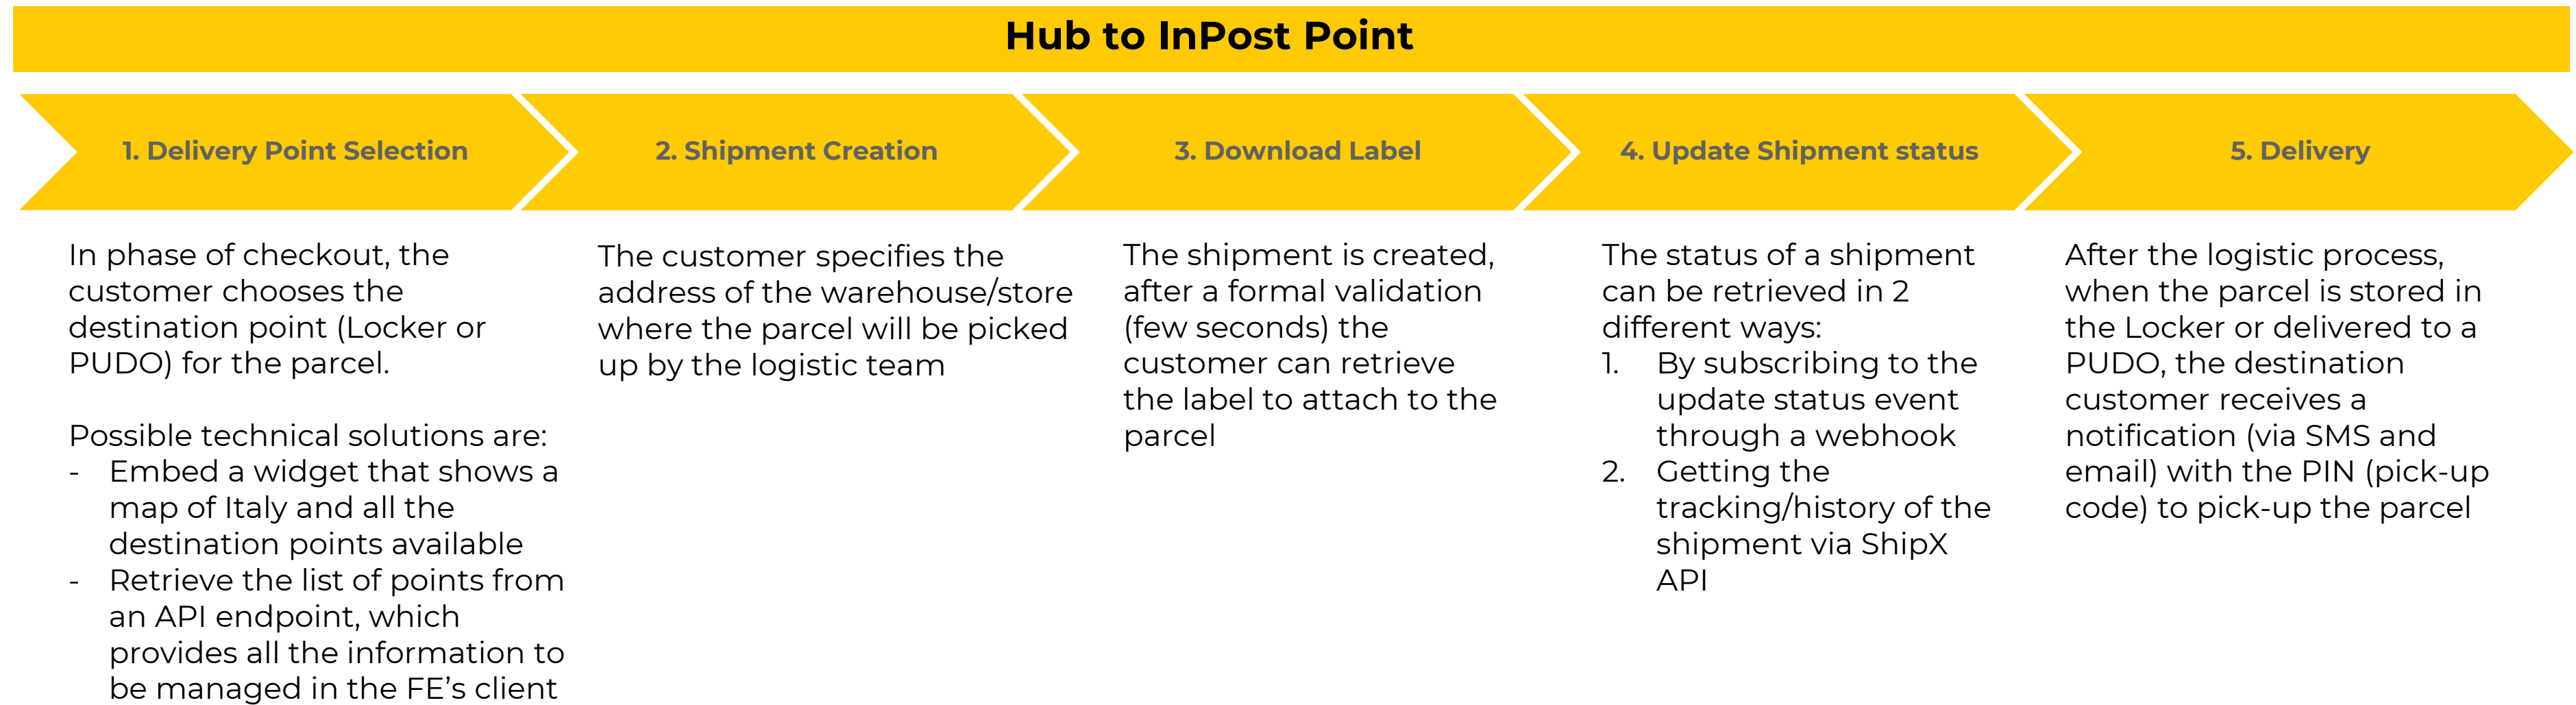 Hub to InPost Point
1. Delivery Point Selection
2. Shipment Creation
3. Download Label
4. Update Shipment status
5. Delivery
In phase of checkout, the
customer chooses the
destination point (Locker or
PUDO) for the parcel.
Possible technical solutions are:
- Embed a widget that shows a
map of Italy and all the
destination points available
- Retrieve the list of points from
an API endpoint, which
provides all the information to
be managed in the FE’s client
The customer specifies the
address of the warehouse/store
where the parcel will be picked
up by the logistic team
The shipment is created,
after a formal validation
(few seconds) the
customer can retrieve
the label to attach to the
parcel
The status of a shipment
can be retrieved in 2
different ways:
1. By subscribing to the
update status event
through a webhook
2. Getting the
tracking/history of the
shipment via ShipX
API
After the logistic process,
when the parcel is stored in
the Locker or delivered to a
PUDO, the destination
customer receives a
notification (via SMS and
email) with the PIN (pick-up
code) to pick-up the parcel